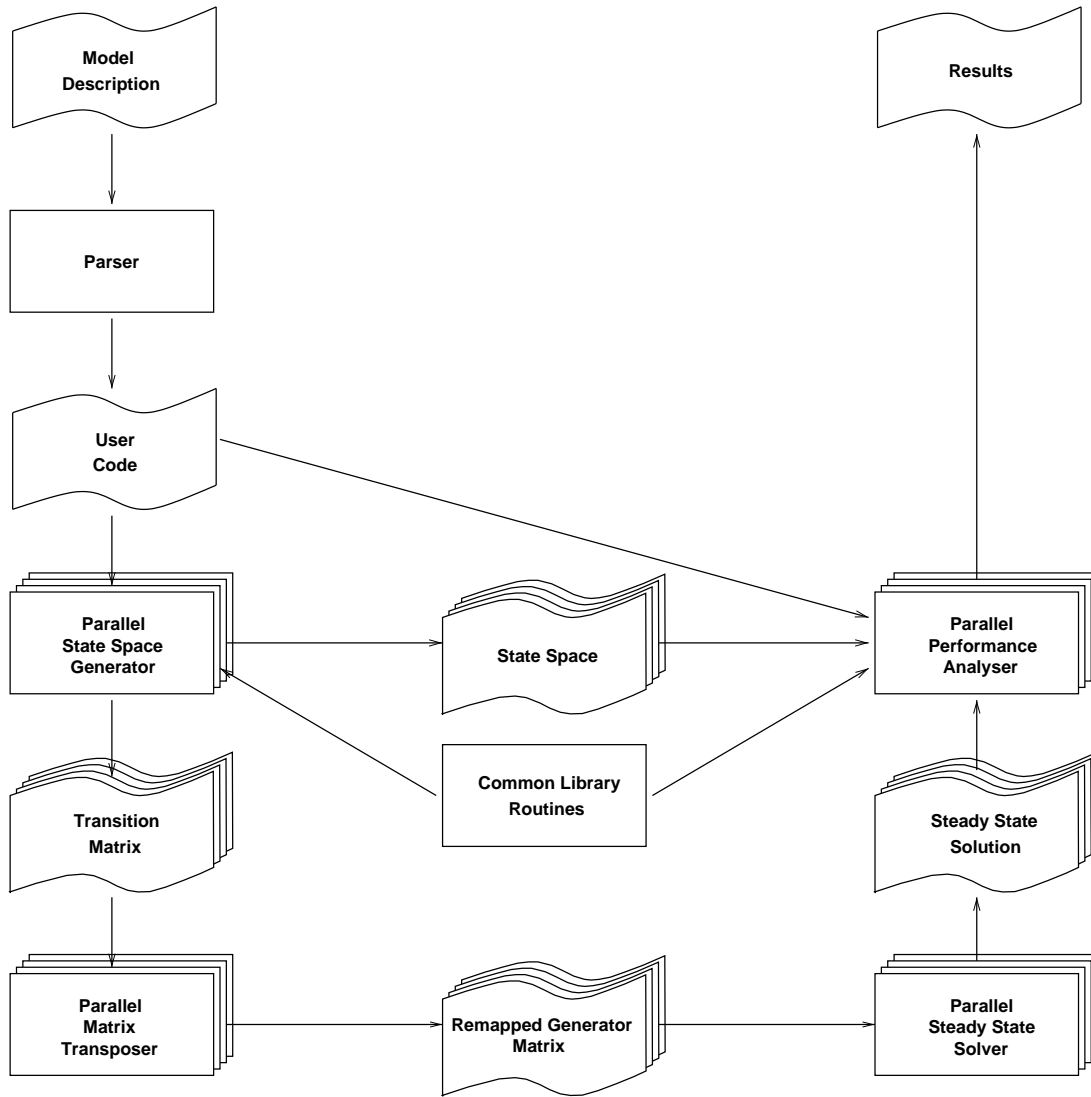 Model
Description
Results
Parser
User
Code
Parallel
State Space
Generator
State Space
Parallel
Performance
Analyser
Common Library
Routines
Transition
Matrix
Steady State
Solution
Parallel
Matrix
Transposer
Remapped Generator
Matrix
Parallel
Steady State
Solver